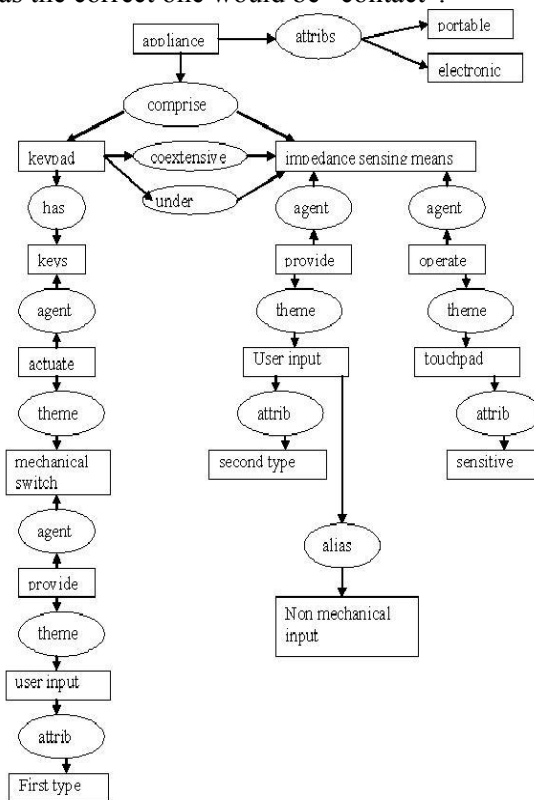 as the correct one would be "contact".
appliance
attribs
portable
electronic
comprise
keypad
coextensive
impedance sensing means
under
has
agent
agent
keys
provide
operate
agent
theme
theme
actuate
User input
touchpad
theme
attrib
attrib
mechanical
switch
second type
sensitive
agent
alias
provide
Non mechanical
input
theme
user input
attrib
First type